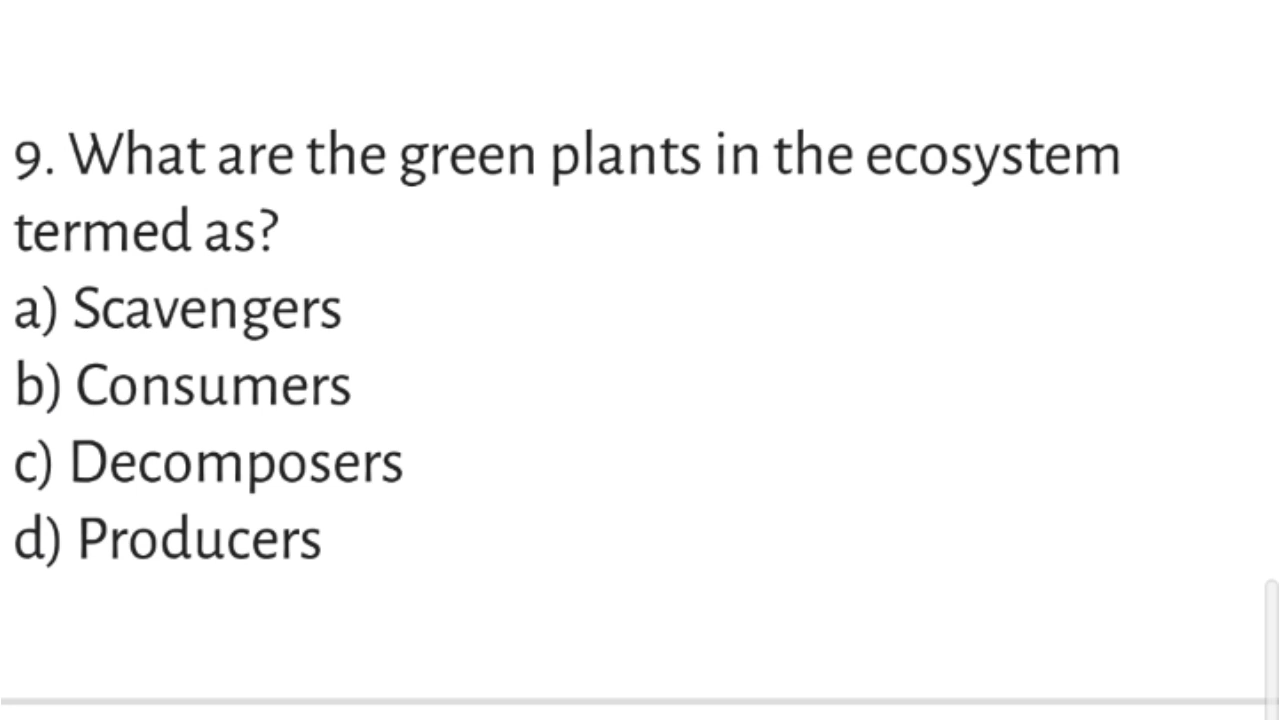 9. What are the green plants in the ecosystem
termed as?
a) Scavengers
b) Consumers
c) Decomposers
d) Producers